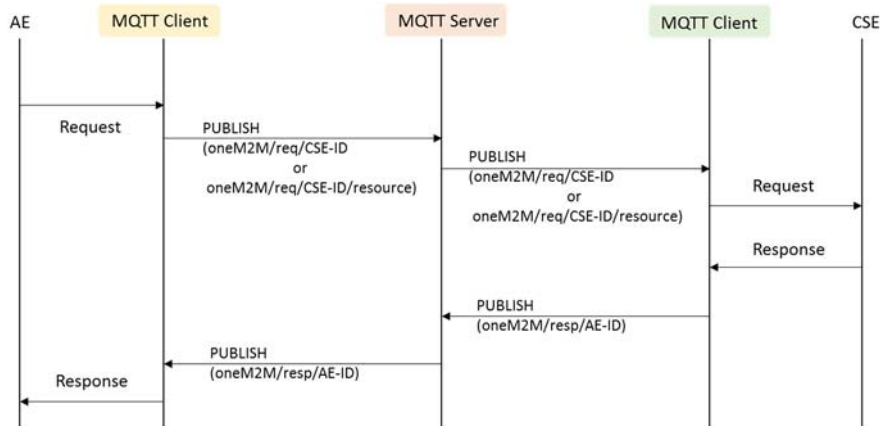 AE
MQTT Client
MQTT Server
MQTT Client
CSE
Request
PUBLISH
(oneM2M/req/CSE-ID
or
oneM2M/req/CSE-ID/resource)
PUBLISH
(oneM2M/req/CSE-ID
or
oneM2M/req/CSE-ID/resource)
Request
Response
PUBLISH
(oneM2M/resp/AE-ID)
PUBLISH
(oneM2M/resp/AE-ID)
Response